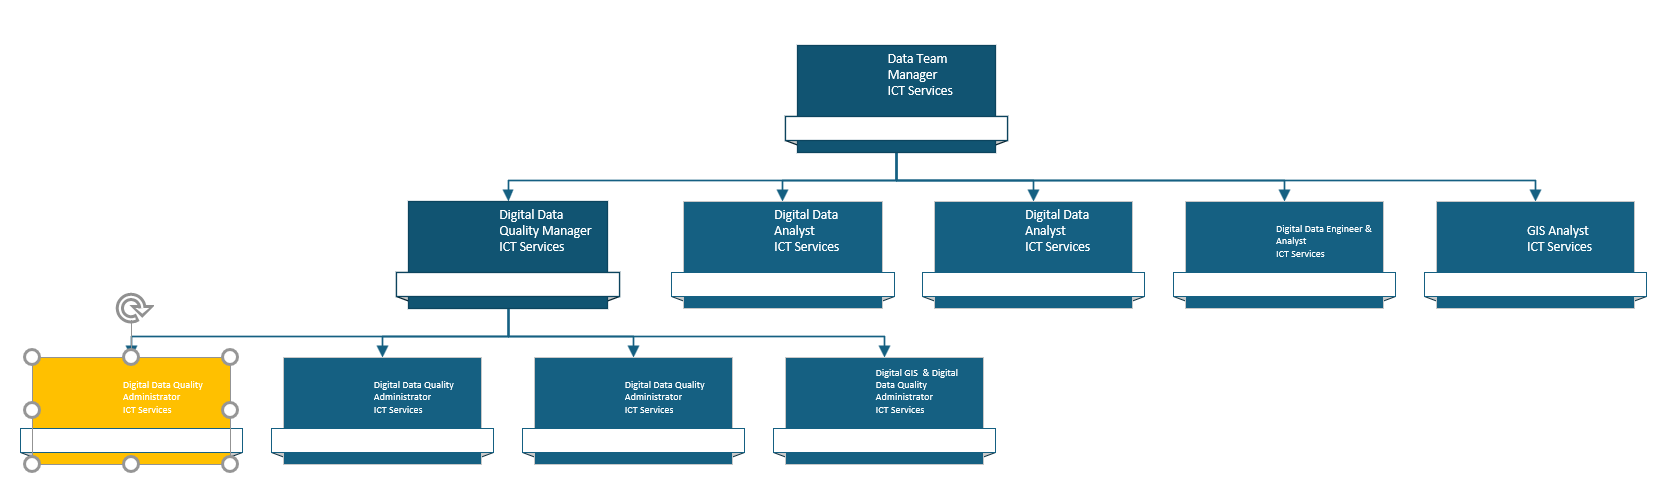 Data Team
Manager
ICT Services
Digital Data
Quality Manager
ICT Services
Digital Data
Analyst
ICT Services
Digital Data
Analyst
ICT Services
Digital Data Engineer &
Analyst
ICT Services
GIS Analyst
ICT Services
Digital Data Quality
Administrator
ICT Services
Digital Data Quality
Administrator
ICT Services
Digital Data Quality
Administrator
ICT Services
Digital GIS & Digital
Data Quality
Administrator
ICT Services